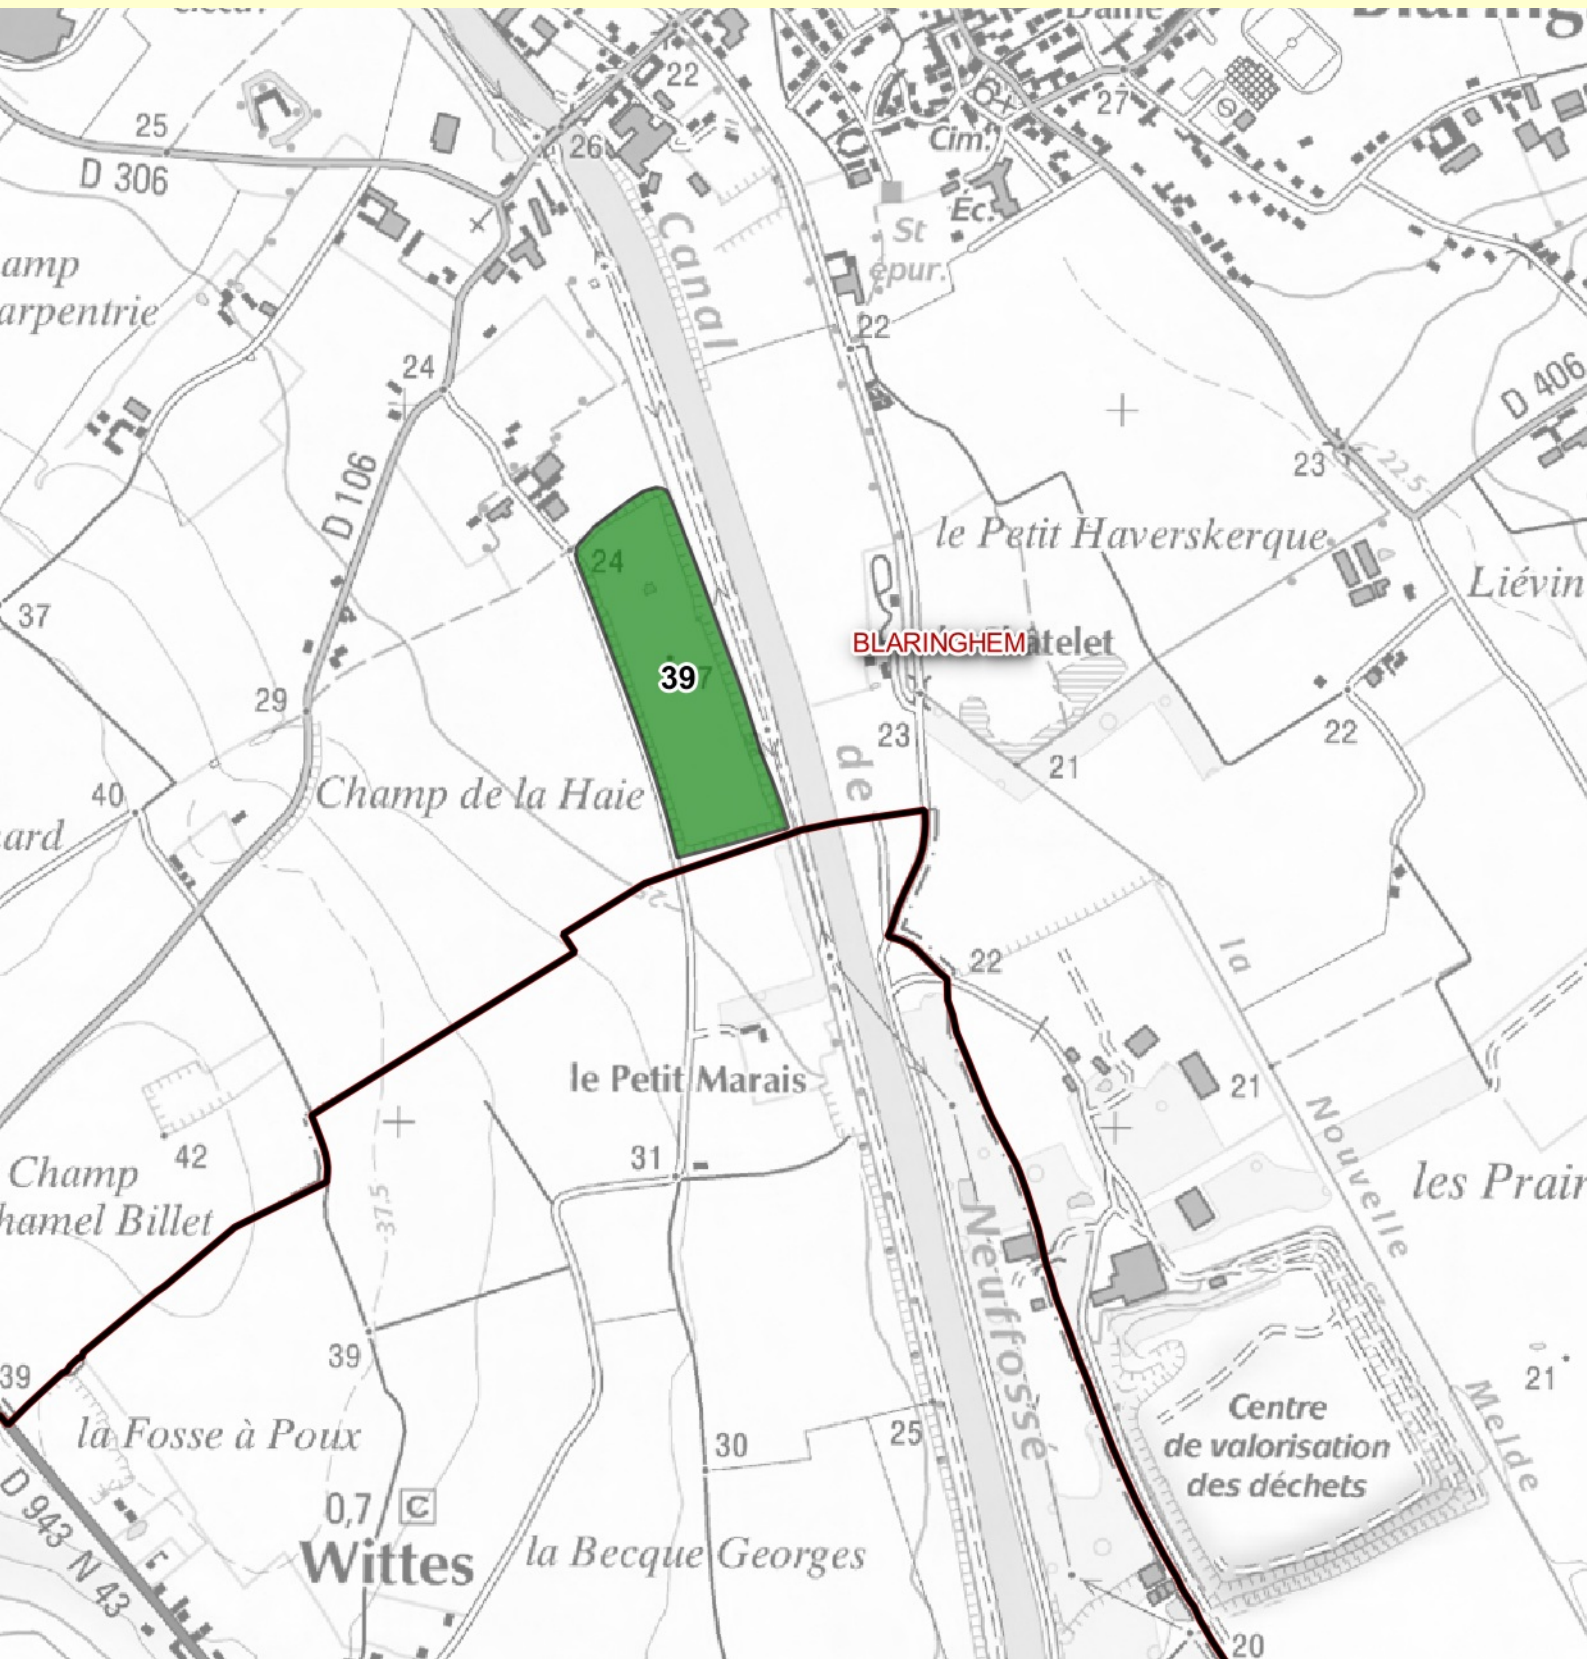 22
27
25
26
D 306
Cim.
Éc.
St
épur.
Canal
amp
arpentrie
22
24
D 406
23
22.5
D 106
le Petit Haverskerque
24
Liévin
37
BLARINGHEM
atelet
397
29
23
22
de
21
40
Champ de la Haie
ard
25
la
22
le Petit Marais
21
Nouvelle
31
42
Champ
hamel Billet
37,5
les Prair
Neuffossé
39
39
21
Melde
Centre
de valorisation
des déchets
la Fosse à Poux
30
25
D 943
N 43
0,7 C
Wittes
la Becque Georges
20